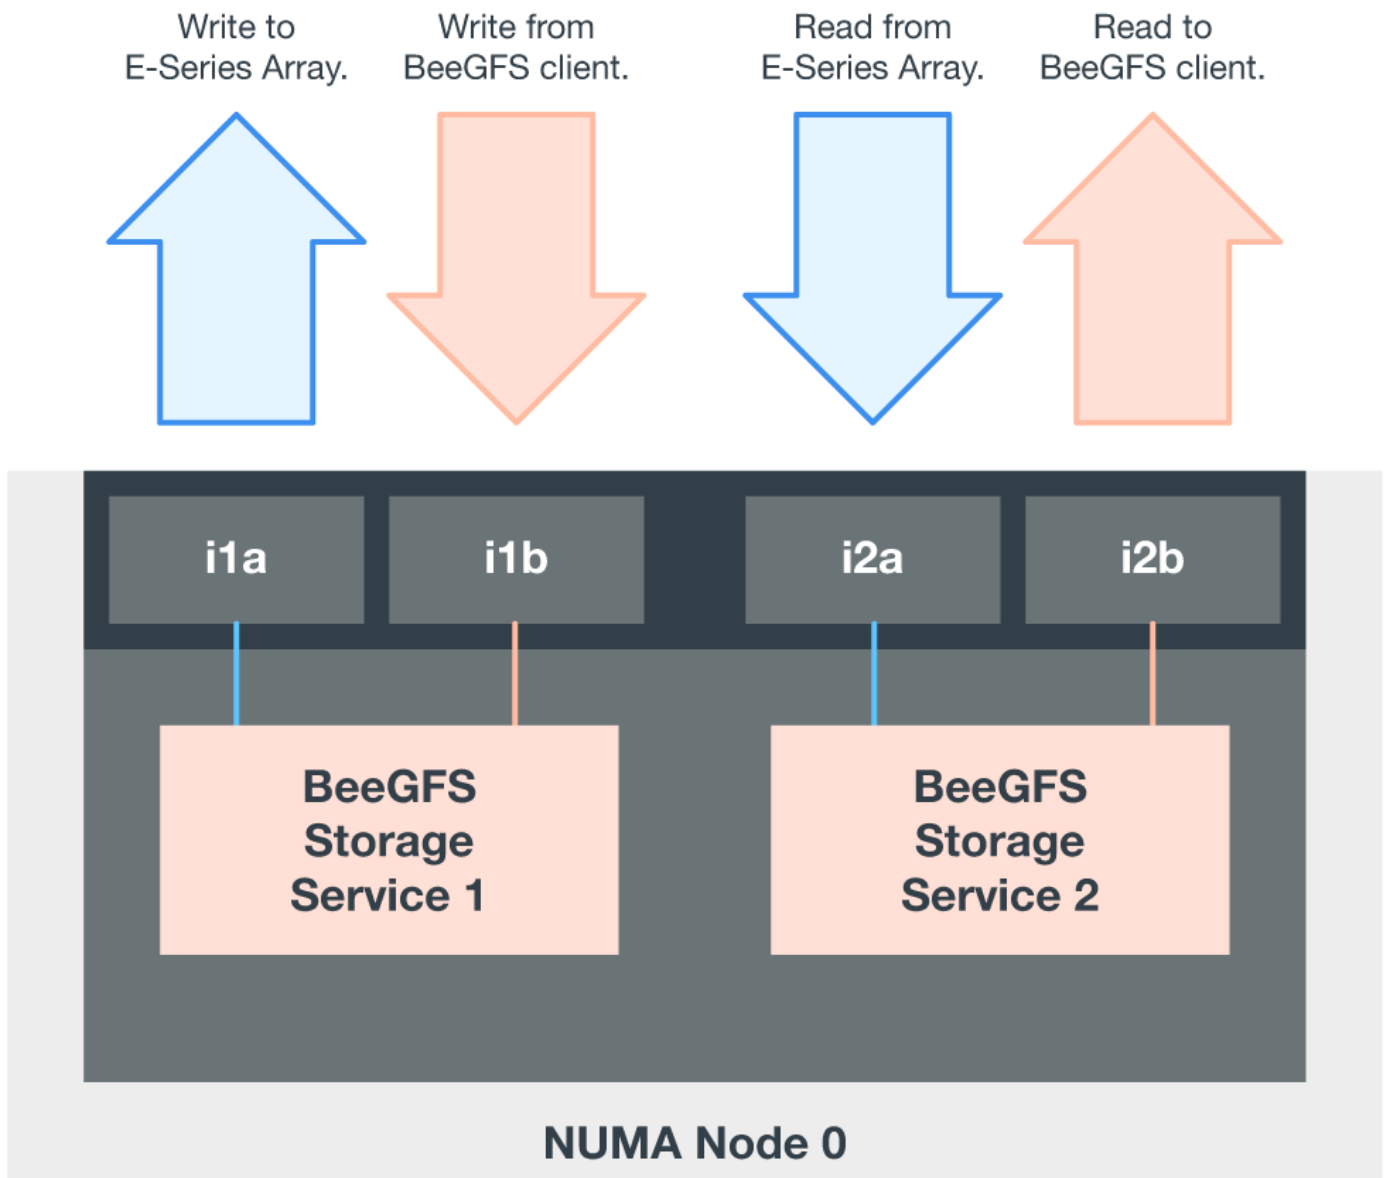 Write to
E-Series Array.
Write from
BeeGFS client.
Read from
E-Series Array.
Read to
BeeGFS client.
i1a
i1b
i2a
i2b
BeeGFS
Storage
Service 1
BeeGFS
Storage
Service 2
NUMA Node 0